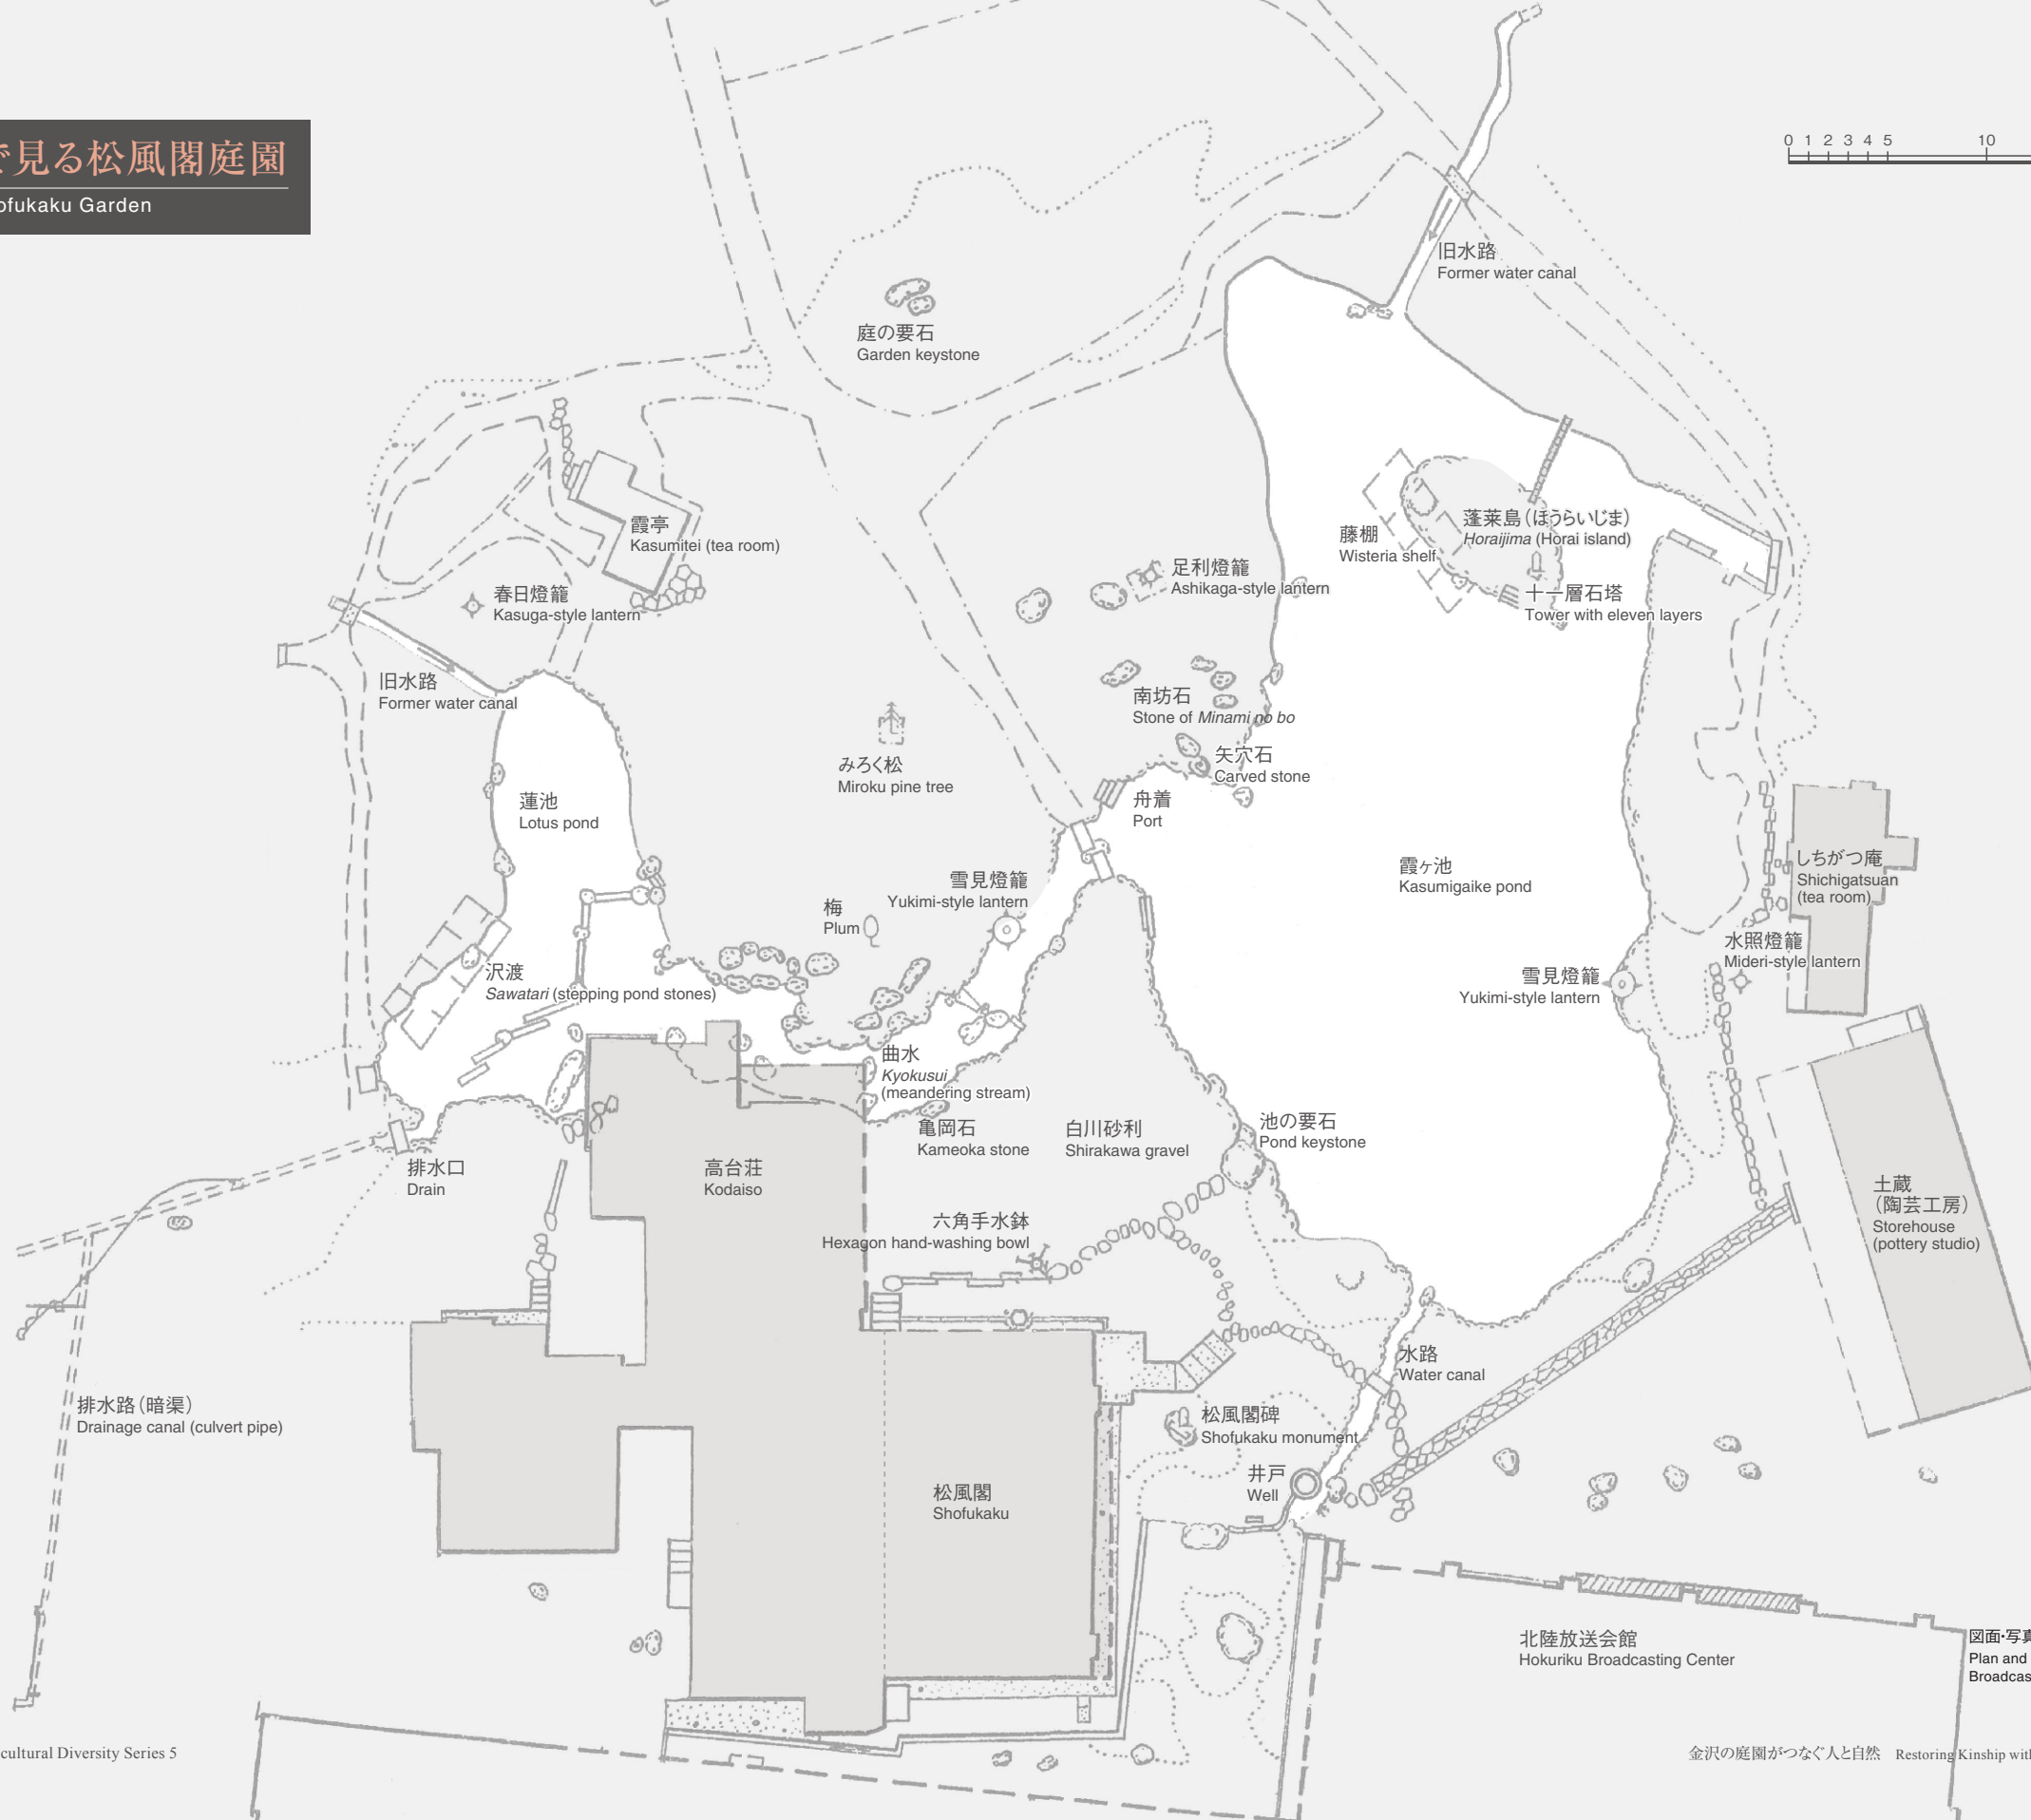 で見る松風閣庭園
ofukaku Garden
0 1 2 3 4 5 10
旧水路
Former water canal
庭の要石
Garden keystone
霞亭
Kasumitei (tea room)
藤棚
Wisteria shelf
蓬莱島（ほうらいじま）
Horaijima (Horai island)
十一層石塔
Tower with eleven layers
足利燈籠
Ashikaga-style lantern
春日燈籠
Kasuga-style lantern
旧水路
Former water canal
南坊石
Stone of Minami no bo
矢穴石
Carved stone
みろく松
Miroku pine tree
舟着
Port
蓮池
Lotus pond
霞ヶ池
Kasumigaike pond
しちがつ庵
Shichigatsuan
(tea room)
雪見燈籠
Yukimi-style lantern
梅
Plum
水照燈籠
Mideri-style lantern
沢渡
Sawatari (stepping pond stones)
雪見燈籠
Yukimi-style lantern
曲水
Kyokusui
(meandering stream)
亀岡石
Kameoka stone
白川砂利
Shirakawa gravel
池の要石
Pond keystone
排水口
Drain
高台荘
Kodaiso
土蔵
（陶芸工房）
Storehouse
(pottery studio)
六角手水鉢
Hexagon hand-washing bowl
水路
Water canal
排水路（暗渠）
Drainage canal (culvert pipe)
松風閣碑
Shofukaku monument
井戸
Well
松風閣
Shofukaku
北陸放送会館
Hokuriku Broadcasting Center
図面・写真
Plan and
Broadcas
cultural Diversity Series 5
金沢の庭園がつなぐ人と自然 Restoring Kinship with